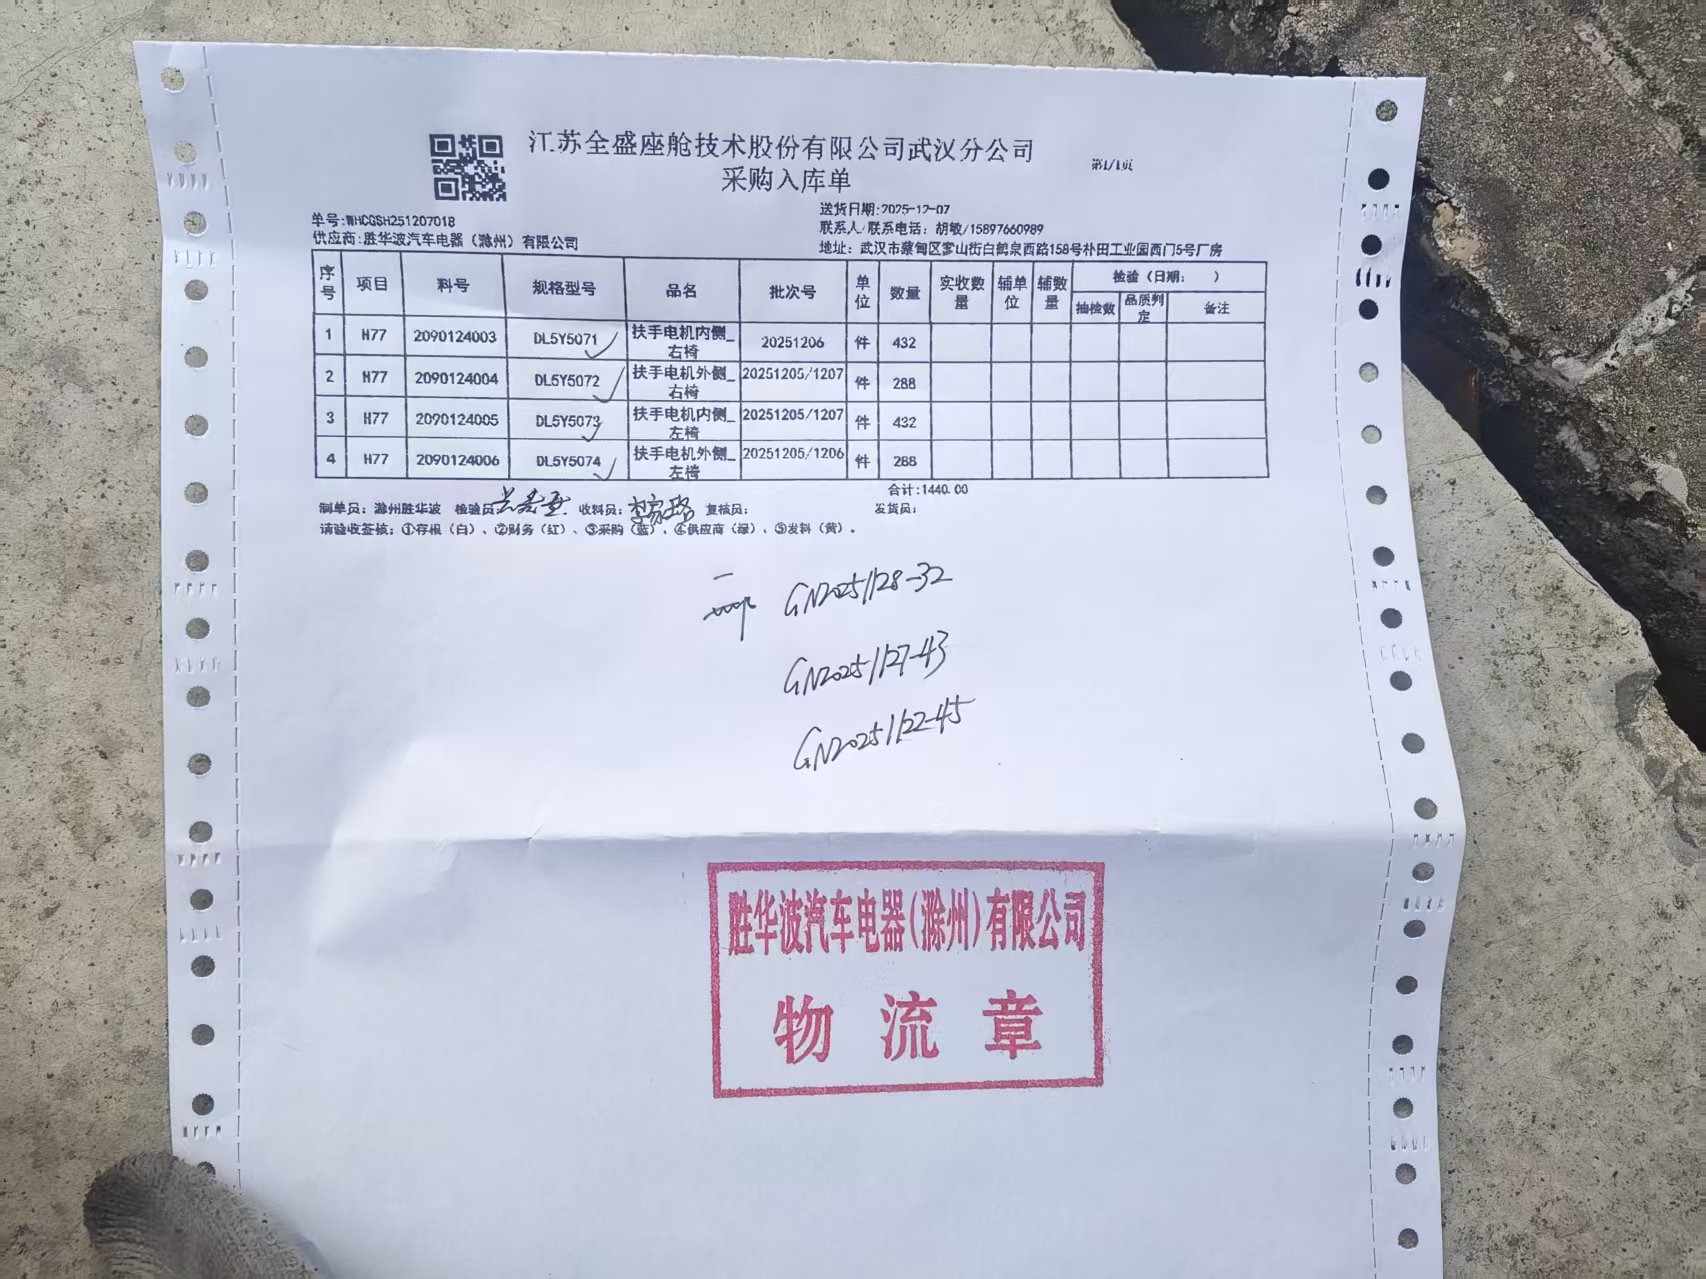 江苏全盛座舱技术股份有限公司武汉分公司
采购入库单
第1/1页
单号:WHCGSH251207018
送货日期:2025-12-07
供应商:胜华波汽车电器（滁州）有限公司
联系人/联系电话: 胡敏/15897660989
地址: 武汉市蔡甸区奓山街白鹤泉西路158号朴田工业园西门5号厂房
序号 项目 料号 规格型号 品名 批次号 单位 数量 实收数量 辅单位 辅数量 检验（日期: ）
抽检数 品质判定 备注
1 H77 2090124003 DL5Y5071 扶手电机内侧_右椅 20251206 件 432
2 H77 2090124004 DL5Y5072 扶手电机外侧_右椅 20251205/1207 件 288
3 H77 2090124005 DL5Y5073 扶手电机内侧_左椅 20251205/1207 件 432
4 H77 2090124006 DL5Y5074 扶手电机外侧_左椅 20251205/1206 件 288
合计:1440.00
制单员: 滁州胜华波 检验员: 收料员: 复核员: 发货员:
请验收签核: ①存根（白）、②财务（红）、③采购（蓝）、④供应商（绿）、⑤发料（黄）。
GN20251128-32
GN20251127-43
GN20251122-45
胜华波汽车电器(滁州)有限公司
物流章